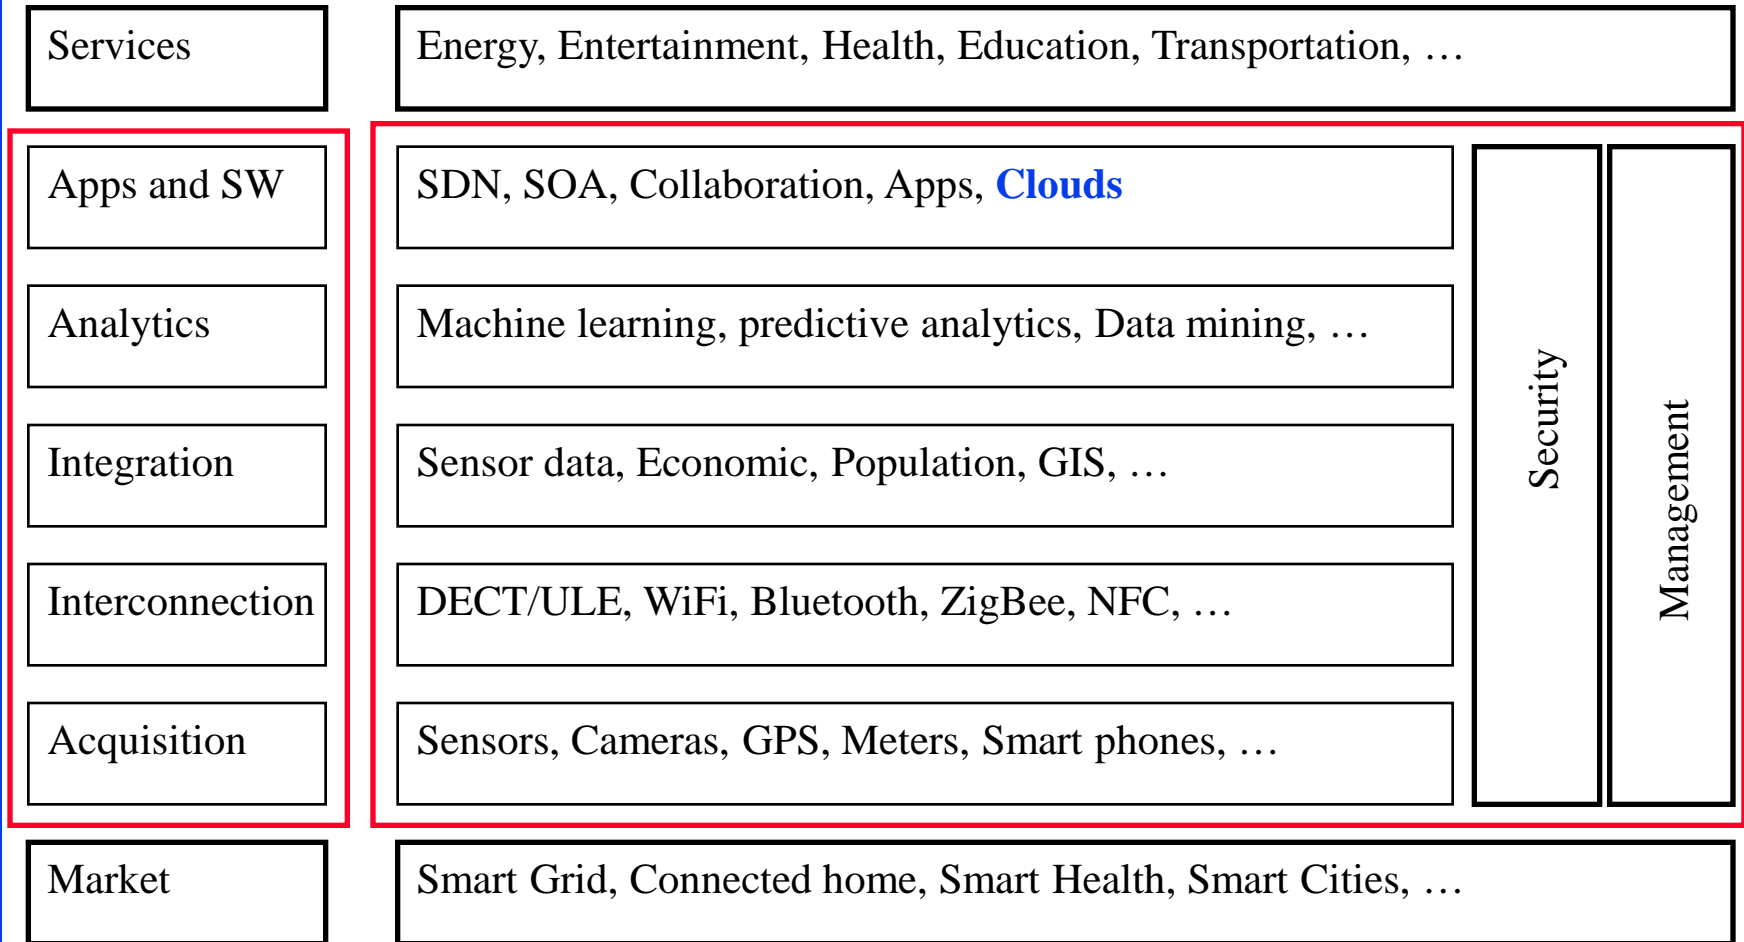 Services
Energy, Entertainment, Health, Education, Transportation, …
Apps and SW
SDN, SOA, Collaboration, Apps, Clouds
Analytics
Machine learning, predictive analytics, Data mining, …
Integration
Sensor data, Economic, Population, GIS, …
Interconnection
DECT/ULE, WiFi, Bluetooth, ZigBee, NFC, …
Acquisition
Sensors, Cameras, GPS, Meters, Smart phones, …
Security
Management
Market
Smart Grid, Connected home, Smart Health, Smart Cities, …